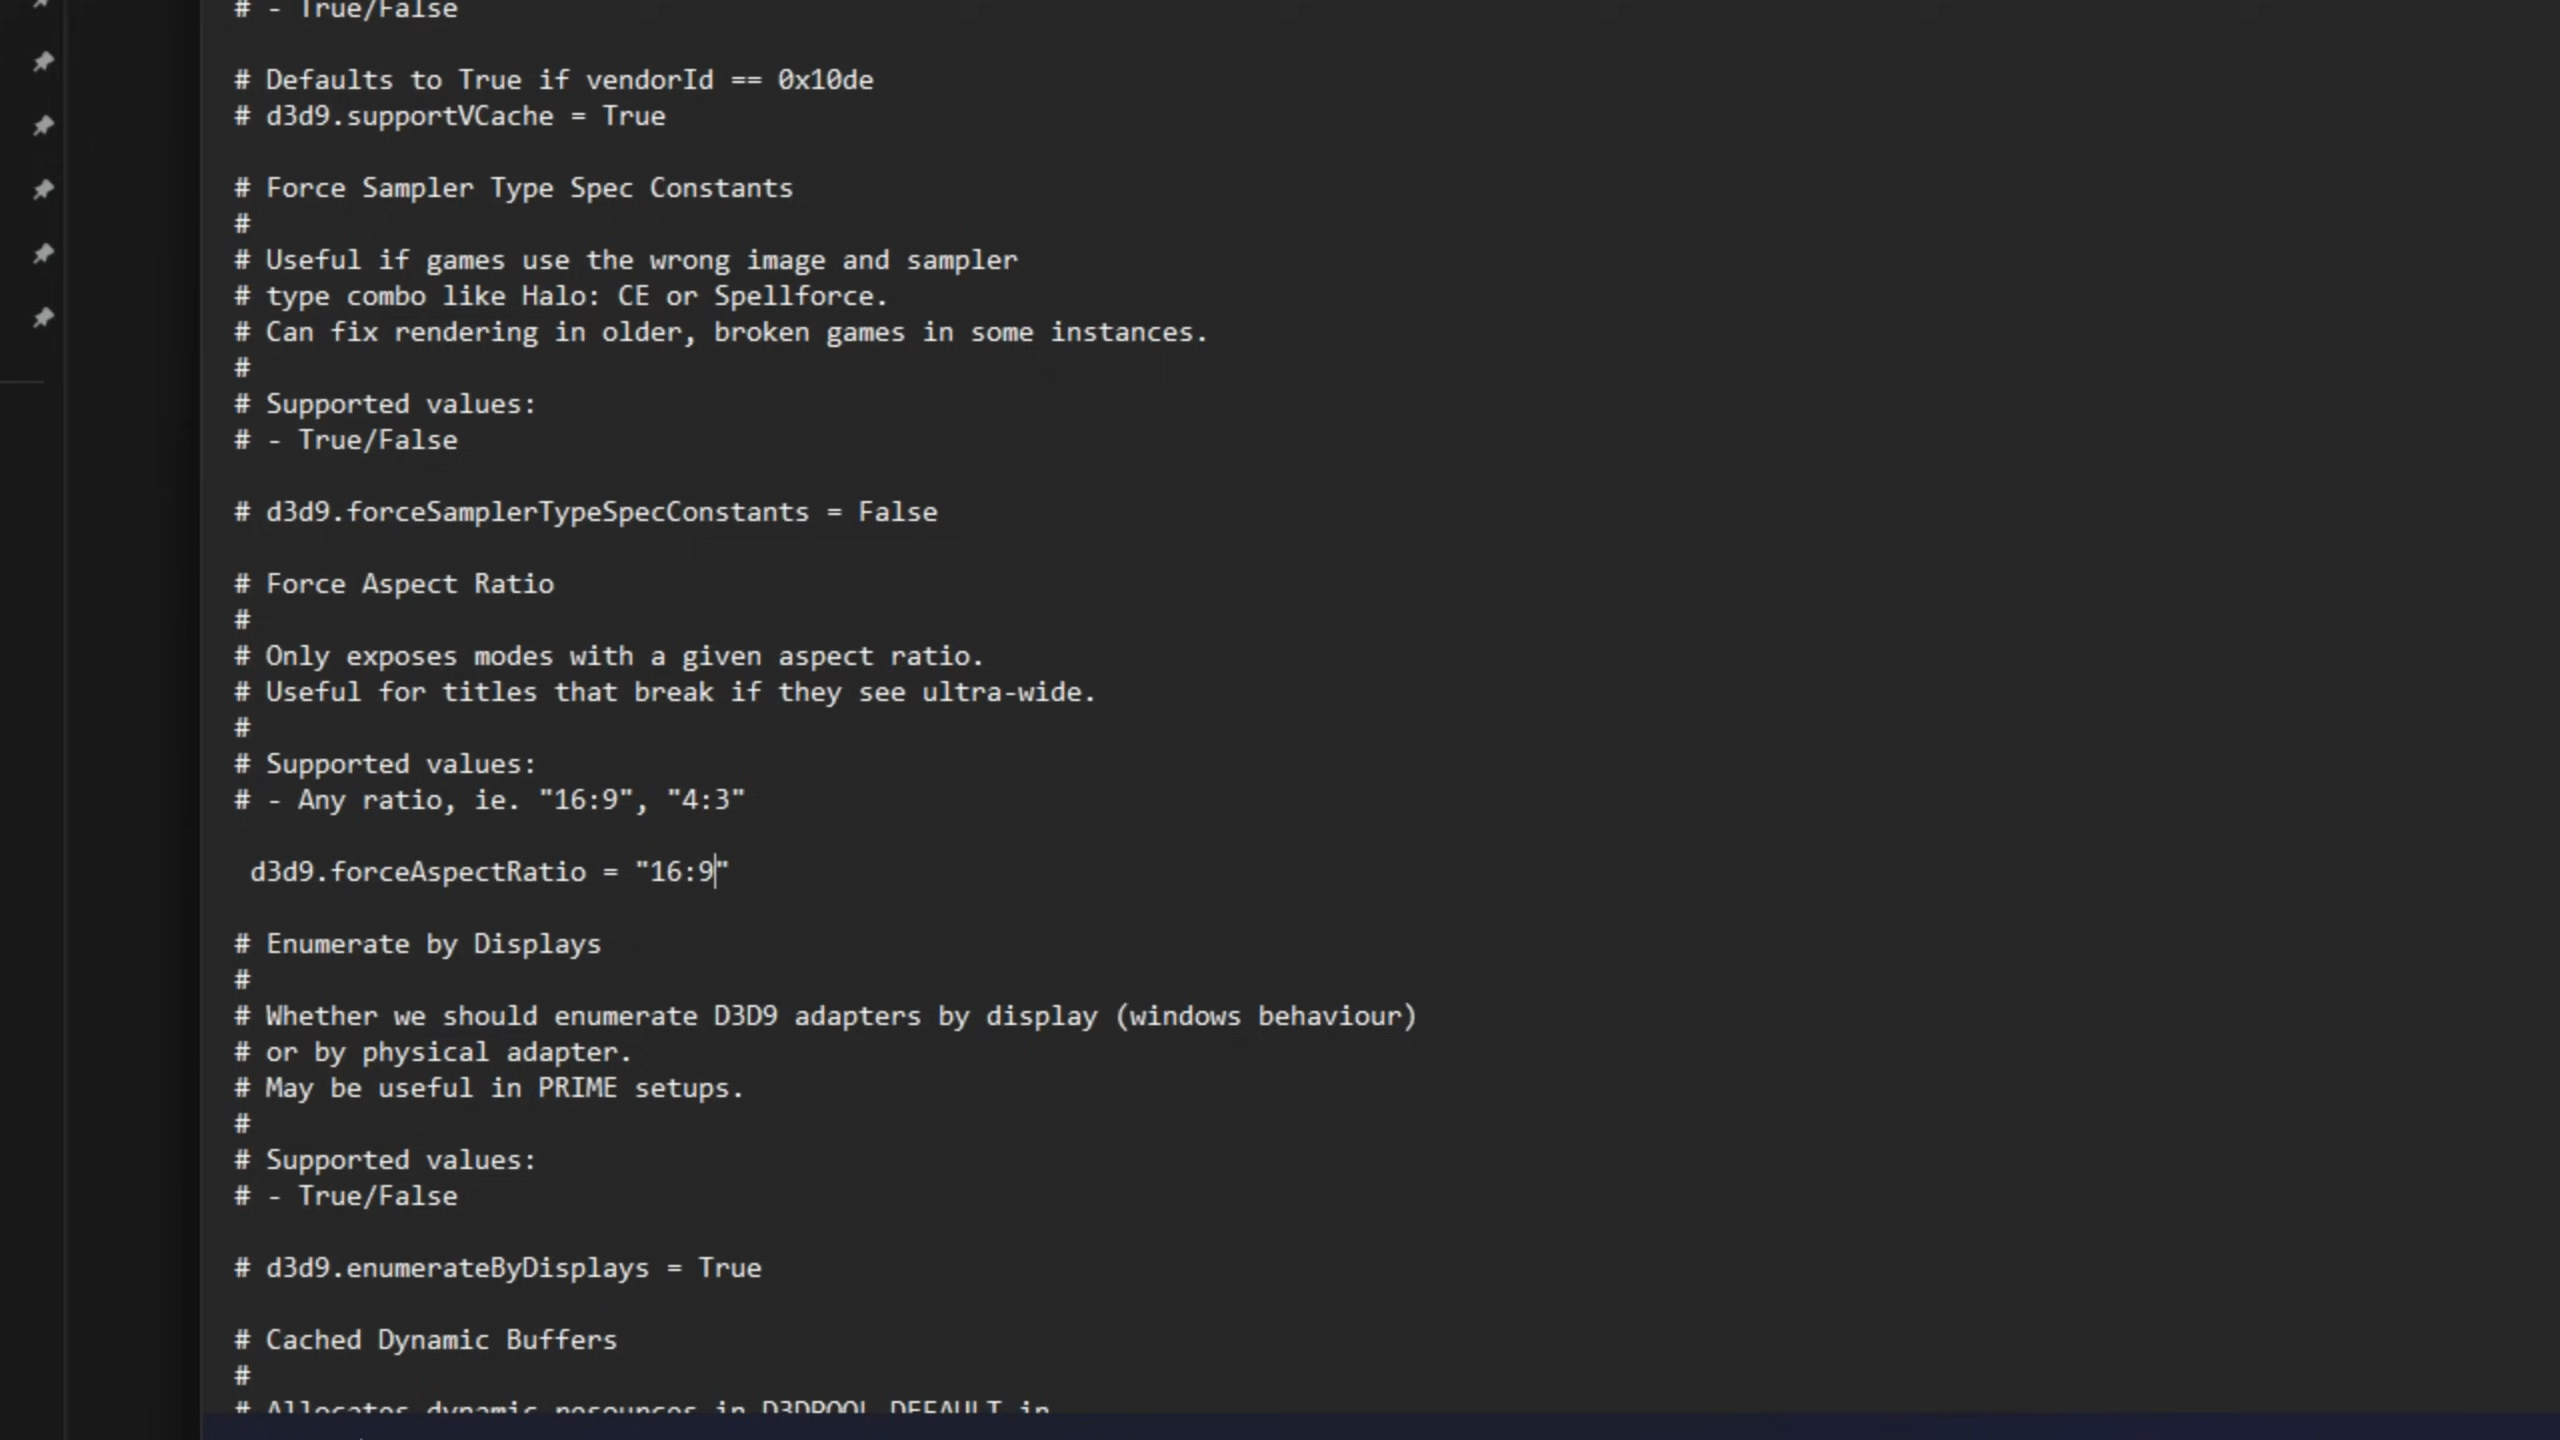 # - True/False
# Defaults to True if vendorId == 0x10de
# d3d9.supportVCache = True
# Force Sampler Type Spec Constants
#
# Useful if games use the wrong image and sampler
# type combo like Halo: CE or Spellforce.
# Can fix rendering in older, broken games in some instances.
#
# Supported values:
# - True/False
# d3d9.forceSamplerTypeSpecConstants = False
# Force Aspect Ratio
#
# Only exposes modes with a given aspect ratio.
# Useful for titles that break if they see ultra-wide.
#
# Supported values:
# - Any ratio, ie. "16:9", "4:3"
d3d9.forceAspectRatio = "16:9"
# Enumerate by Displays
#
# Whether we should enumerate D3D9 adapters by display (windows behaviour)
# or by physical adapter.
# May be useful in PRIME setups.
#
# Supported values:
# - True/False
# d3d9.enumerateByDisplays = True
# Cached Dynamic Buffers
#
# Allocates dynamic resources in D3DPOOL_DEFAULT in